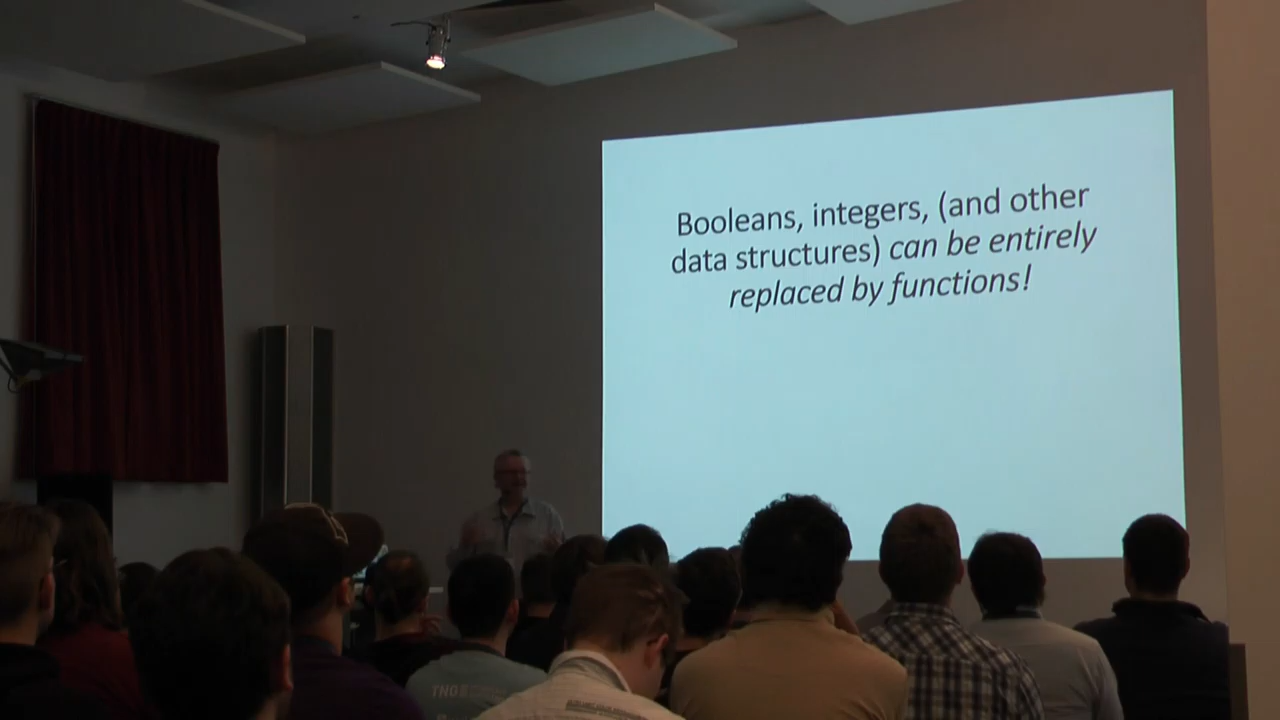 Booleans, integers, (and other
data structures) can be entirely
replaced by functions!